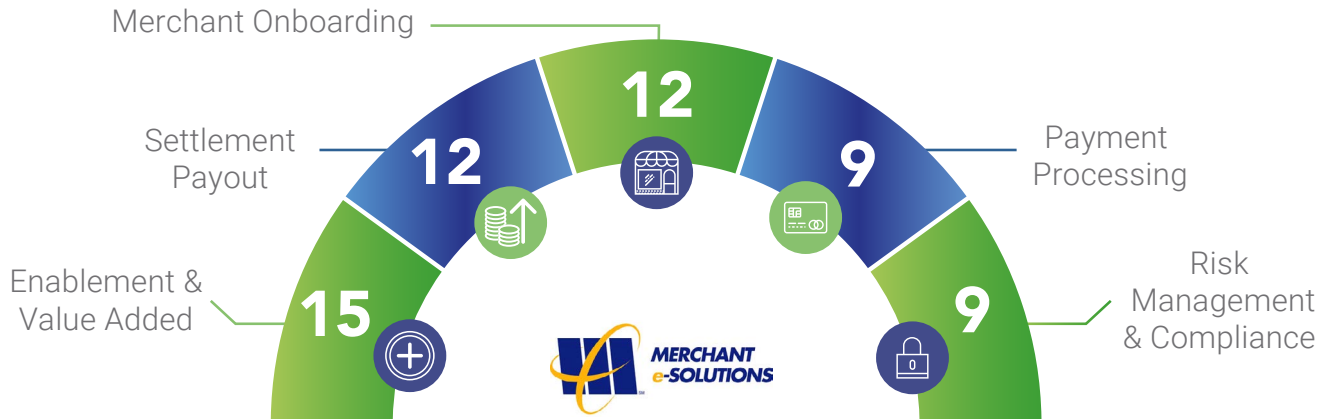 Merchant Onboarding
12
Settlement
Payout
12
9
Payment
Processing
Enablement &
Value Added
15
9
Risk
Management
& Compliance
0
MERCHANT
e-SOLUTIONS